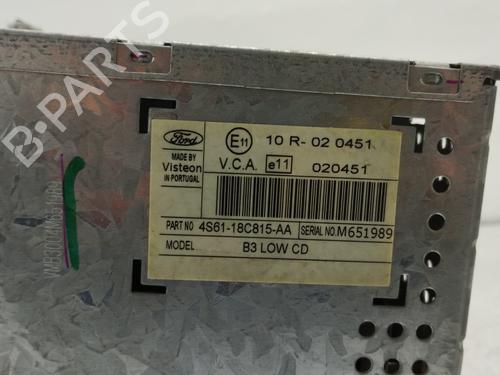 Ford
MADE BY
Visteon
IN PORTUGAL
E11
10 R- 02 0451
V.C.A. e11 020451
PART NO 4S61-18C815-AA SERIAL NO. M651989
MODEL B3 LOW CD
B-PARTS